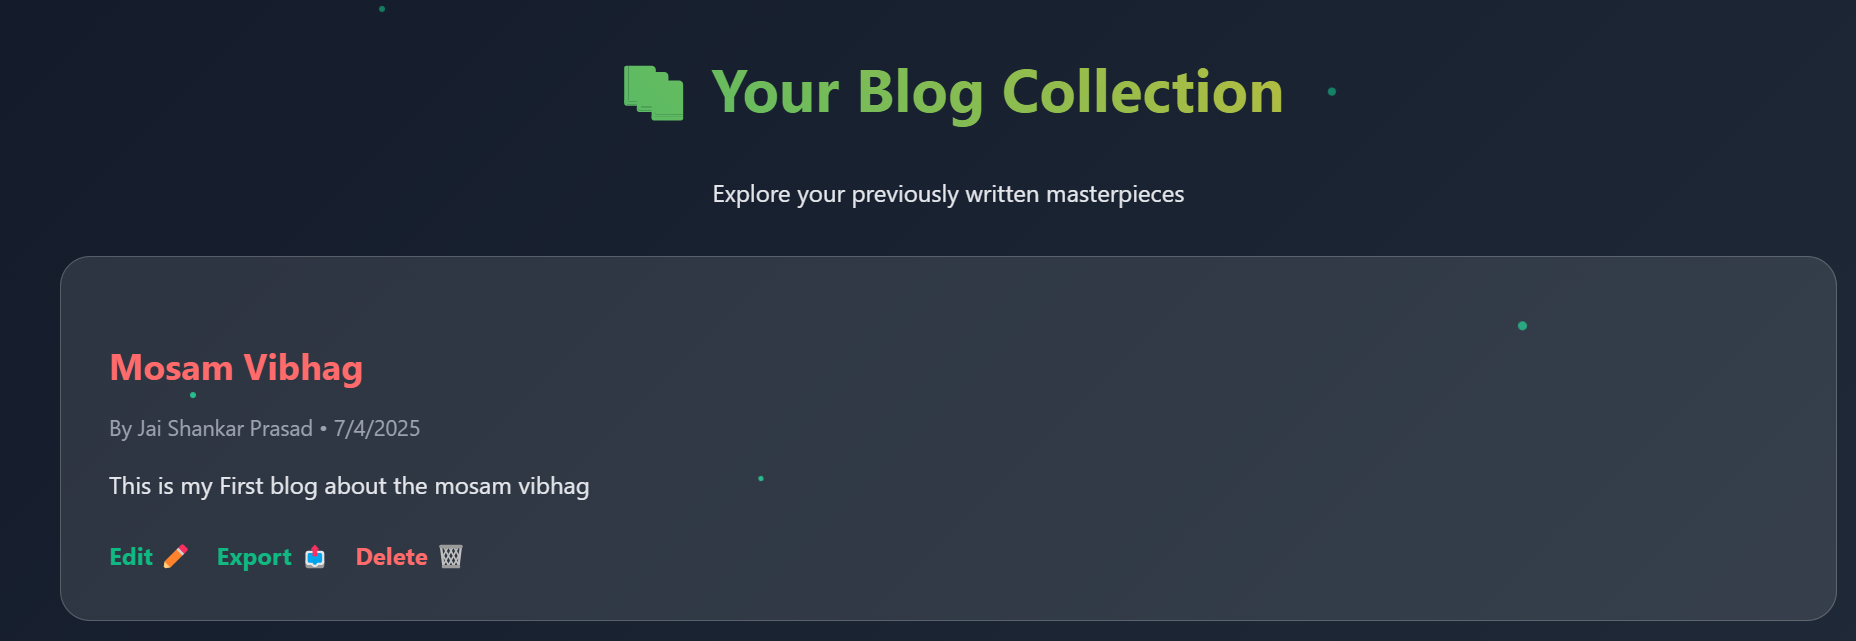 Your Blog Collection
Explore your previously written masterpieces
Mosam Vibhag
By Jai Shankar Prasad • 7/4/2025
This is my First blog about the mosam vibhag
Edit Export Delete